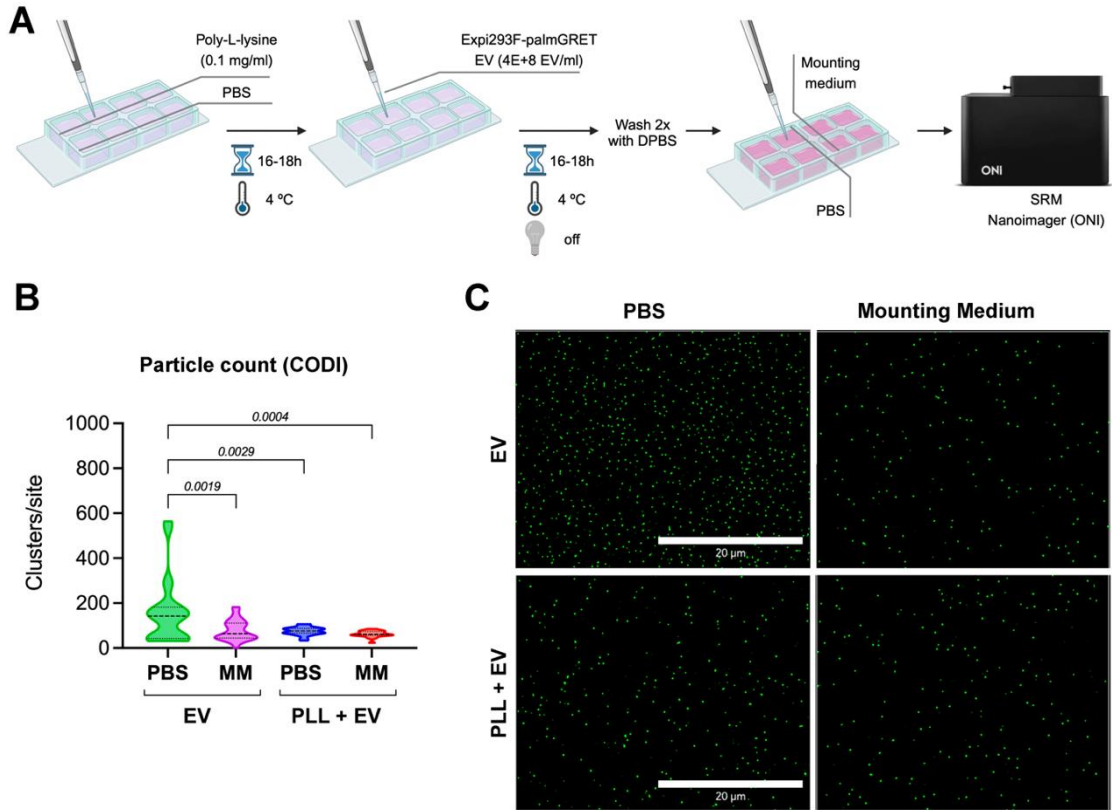 A
Poly-L-lysine
(0.1 mg/ml)
PBS
16-18h
4 ºC
Expi293F-palmGRET
EV (4E+8 EV/ml)
16-18h
4 ºC
off
Wash 2x
with DPBS
Mounting
medium
PBS
ONI
SRM
Nanoimager (ONI)
B
Particle count (CODI)
Clusters/site
1000
800
600
400
200
0
0.0004
0.0029
0.0019
PBS MM PBS MM
EV PLL + EV
C
PBS Mounting Medium
EV
20 µm
PLL + EV
20 µm